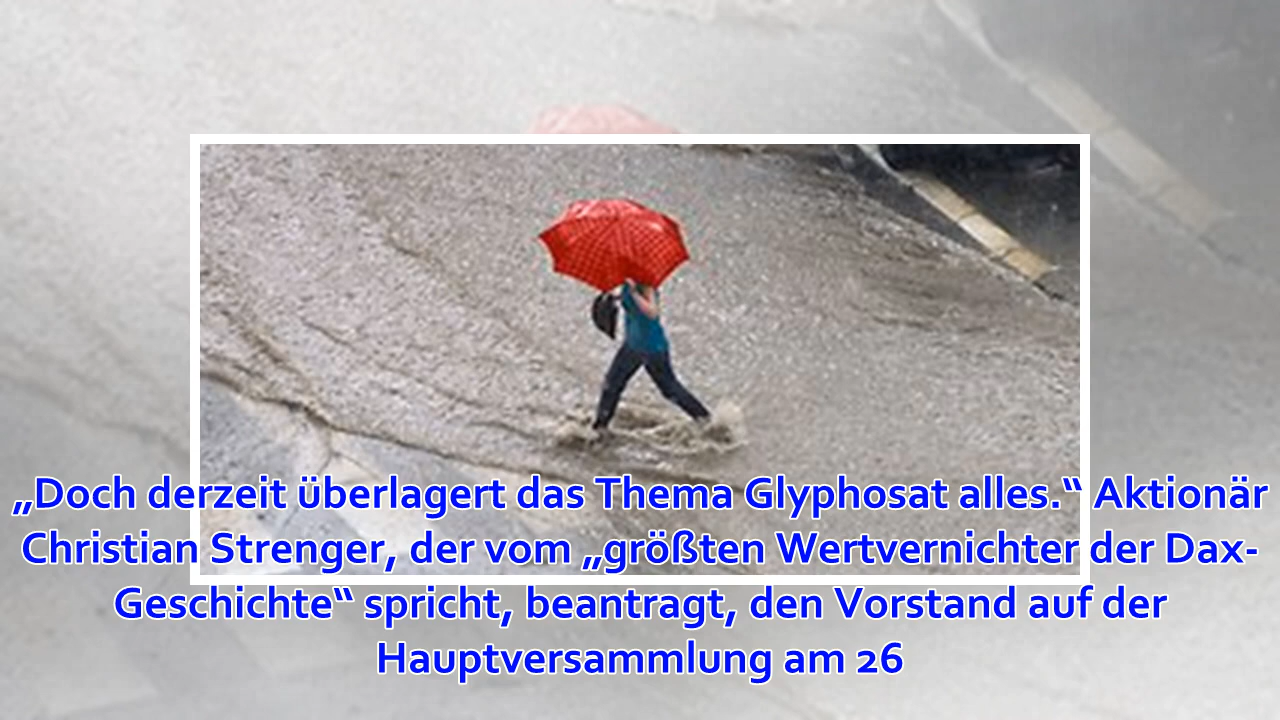 „Doch derzeit überlagert das Thema Glyphosat alles.“ Aktionär
Christian Strenger, der vom „größten Wertvernichter der Dax-
Geschichte“ spricht, beantragt, den Vorstand auf der
Hauptversammlung am 26